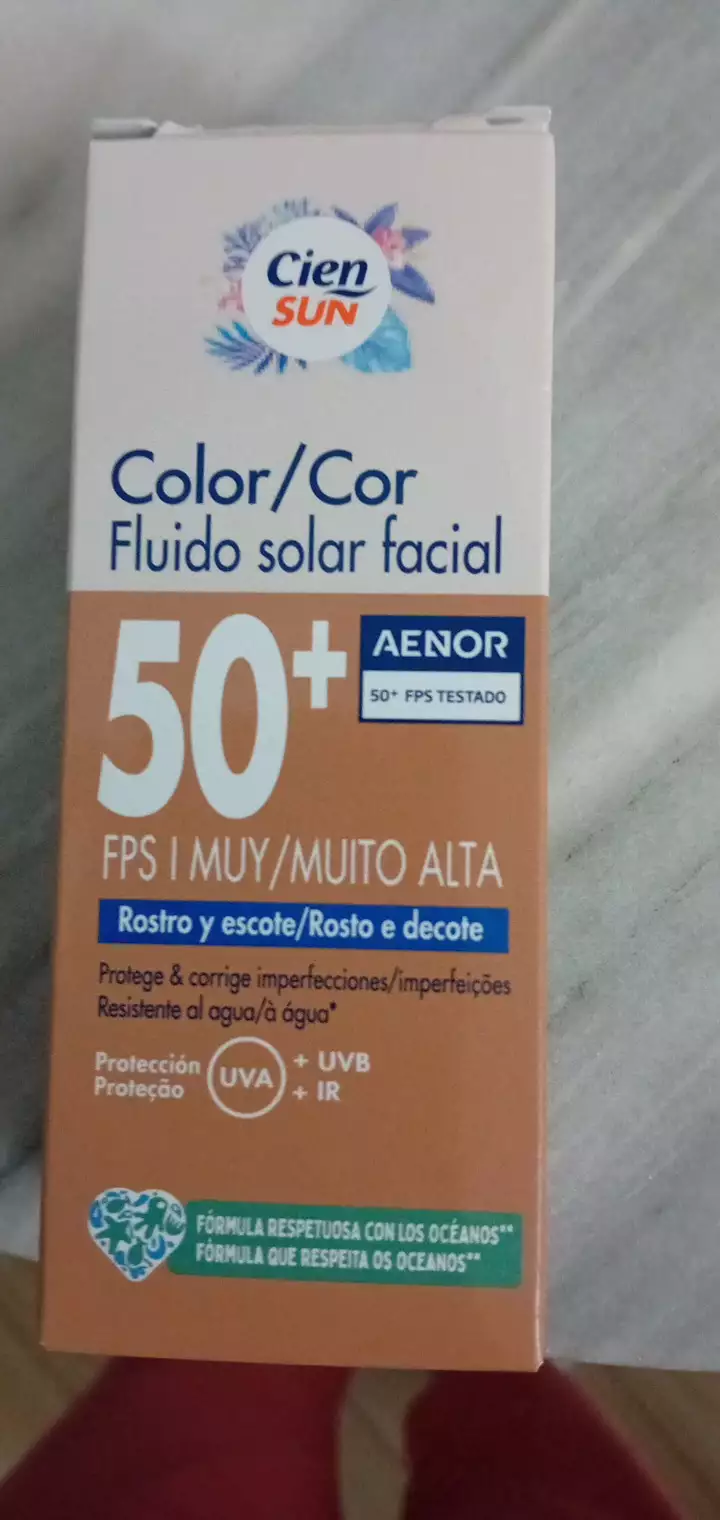 Cien
SUN
Color/Cor
Fluido solar facial
50+
AENOR
50+ FPS TESTADO
FPS | MUY/MUITO ALTA
Rostro y escote/Rosto e decote
Protege & corrige imperfecciones/imperfeições
Resistente al agua/à água*
Protección
Proteção
UVA
+ UVB
+ IR
FÓRMULA RESPETUOSA CON LOS OCÉANOS**
FÓRMULA QUE RESPEITA OS OCEANOS**